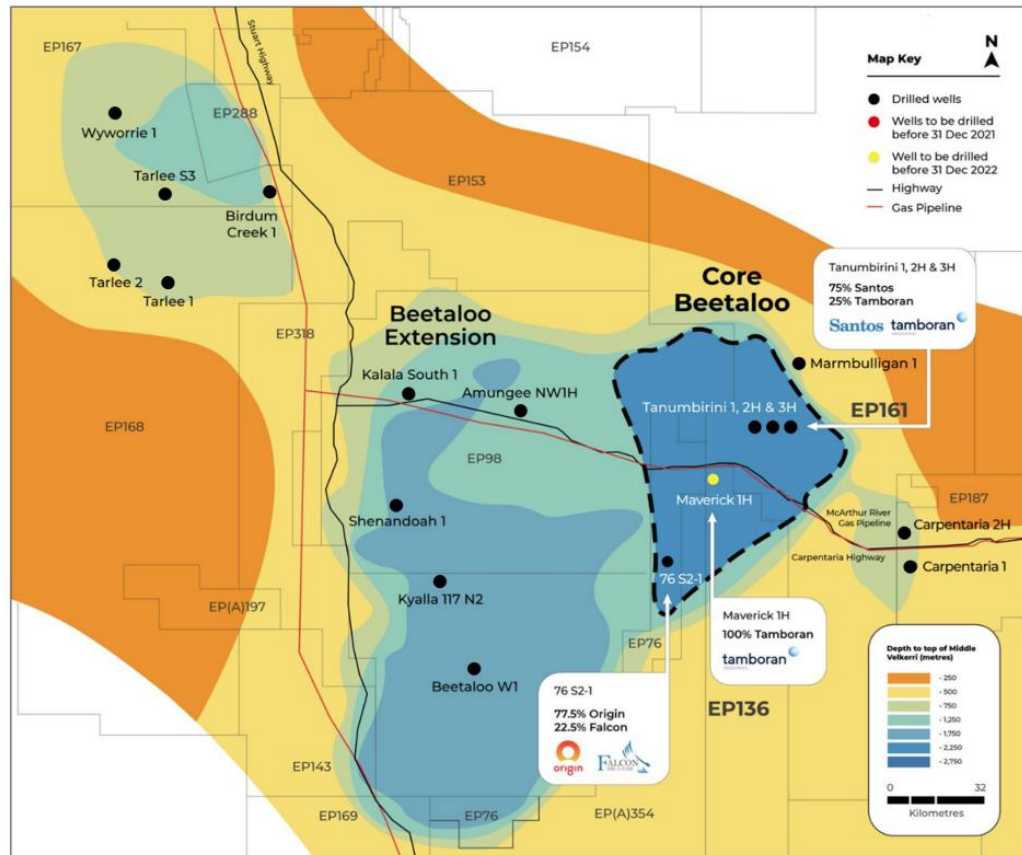 EP167
Stuart Highway
EP154
N
Map Key
Drilled wells
Wells to be drilled
before 31 Dec 2021
Well to be drilled
before 31 Dec 2022
Highway
Gas Pipeline
EP288
Wyworrie 1
Tarlee S3
EP153
Birdum
Creek 1
Tarlee 2
Tarlee 1
Tanumbirini 1, 2H & 3H
75% Santos
25% Tamboran
Santos
tamboran
Core
Beetaloo
Beetaloo
Extension
EP318
Kalala South 1
Amungee NW1H
Marmbulligan 1
Tanumbirini 1, 2H & 3H
EP161
EP168
EP98
Maverick 1H
EP187
McArthur River
Gas Pipeline
Carpentaria 2H
Shenandoah 1
Carpentaria Highway
Carpentaria 1
76 S2-1
Kyalla 117 N2
EP(A)197
Maverick 1H
100% Tamboran
tamboran
EP76
Beetaloo W1
76 S2-1
77.5% Origin
22.5% Falcon
origin
FALCON
EP136
Depth to top of Middle
Velkerri (metres)
- 250
- 500
- 750
- 1,250
- 1,750
- 2,250
- 2,750
0 32
Kilometres
EP143
EP169
EP76
EP(A)354